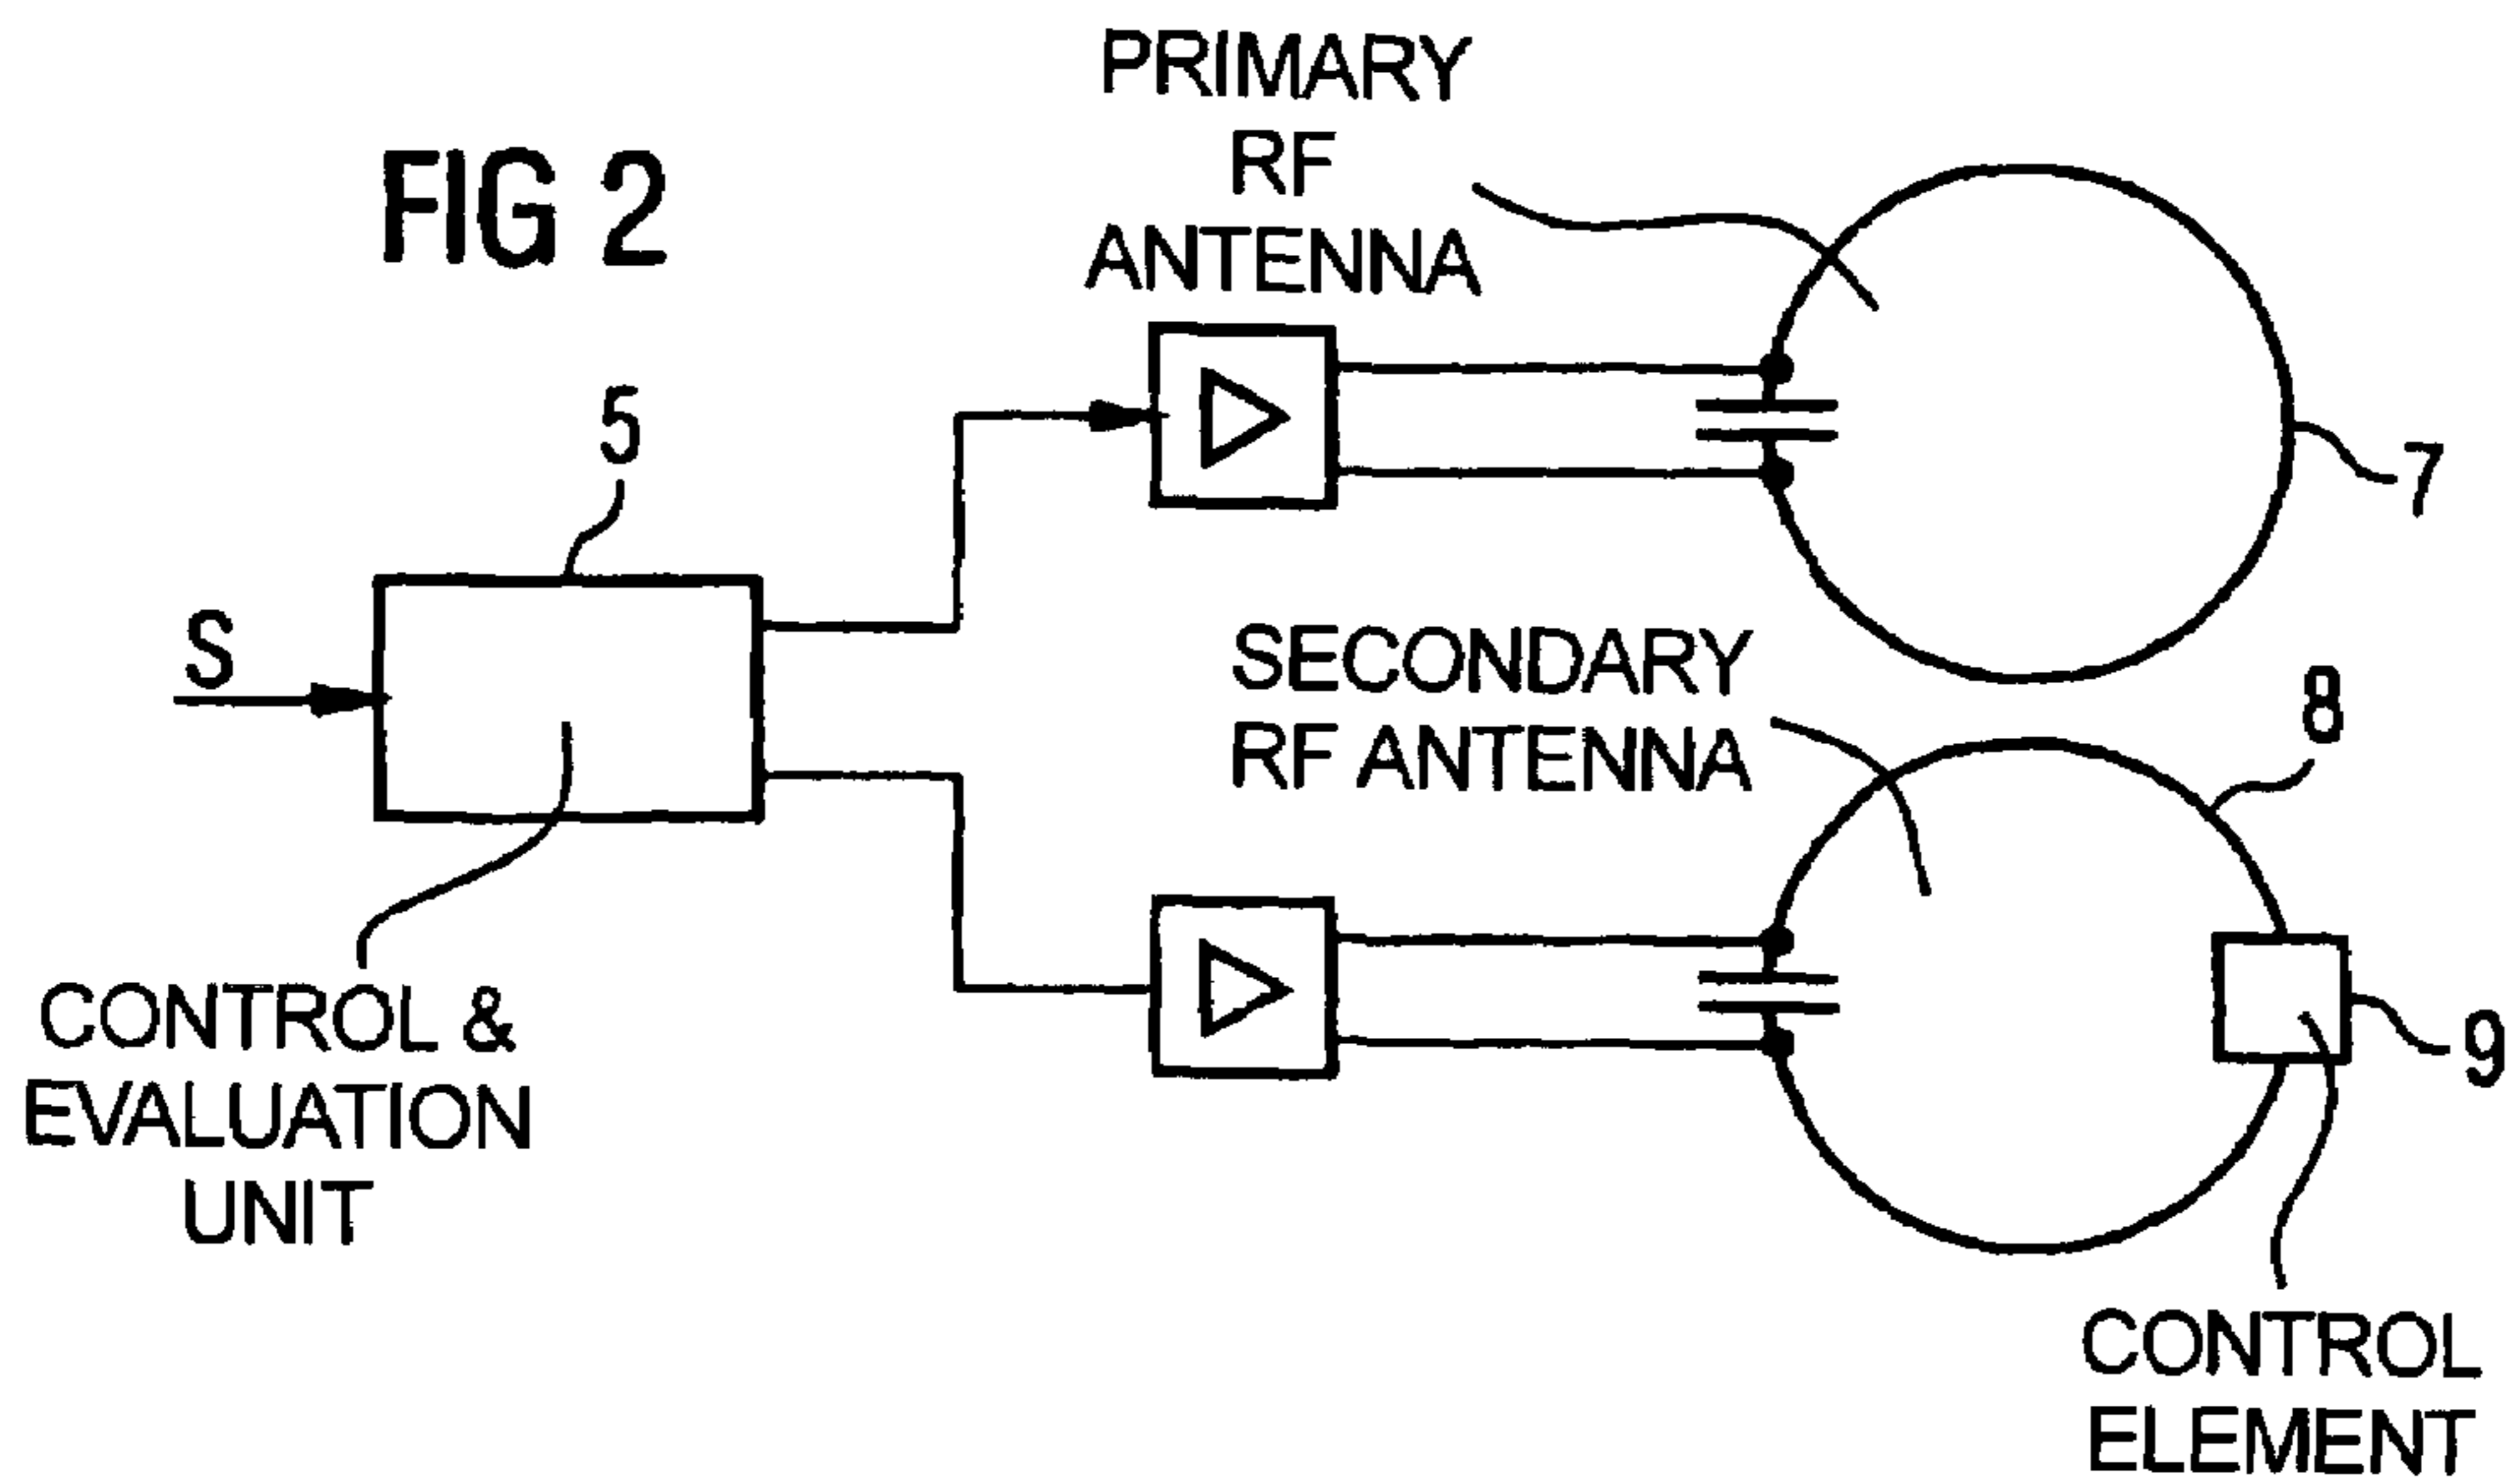 FIG 2
PRIMARY
RF
ANTENNA
5
7
S
SECONDARY
RF ANTENNA
8
CONTROL &
EVALUATION
UNIT
9
CONTROL
ELEMENT